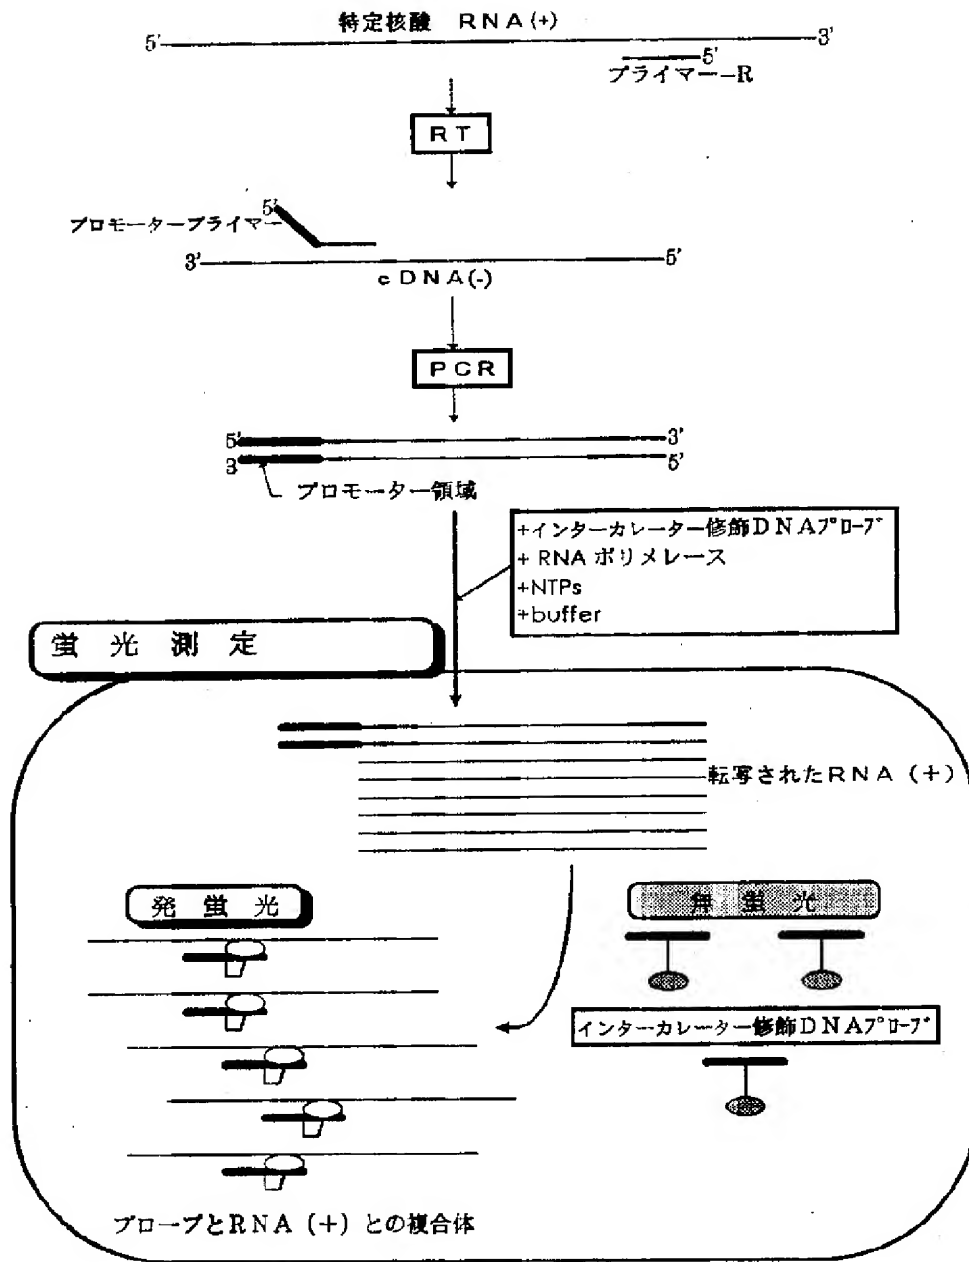 特定核酸 RNA(+)
5' 3'
5'
プライマー-R
RT
5'
プロモータープライマー
3' 5'
cDNA(-)
PCR
5' 3'
3' 5'
プロモーター領域
+インターカレーター修飾DNAプローブ
+ RNA ポリメレース
+NTPs
+buffer
蛍光測定
転写されたRNA (+)
発蛍光
無蛍光
インターカレーター修飾DNAプローブ
プローブとRNA (+) との複合体